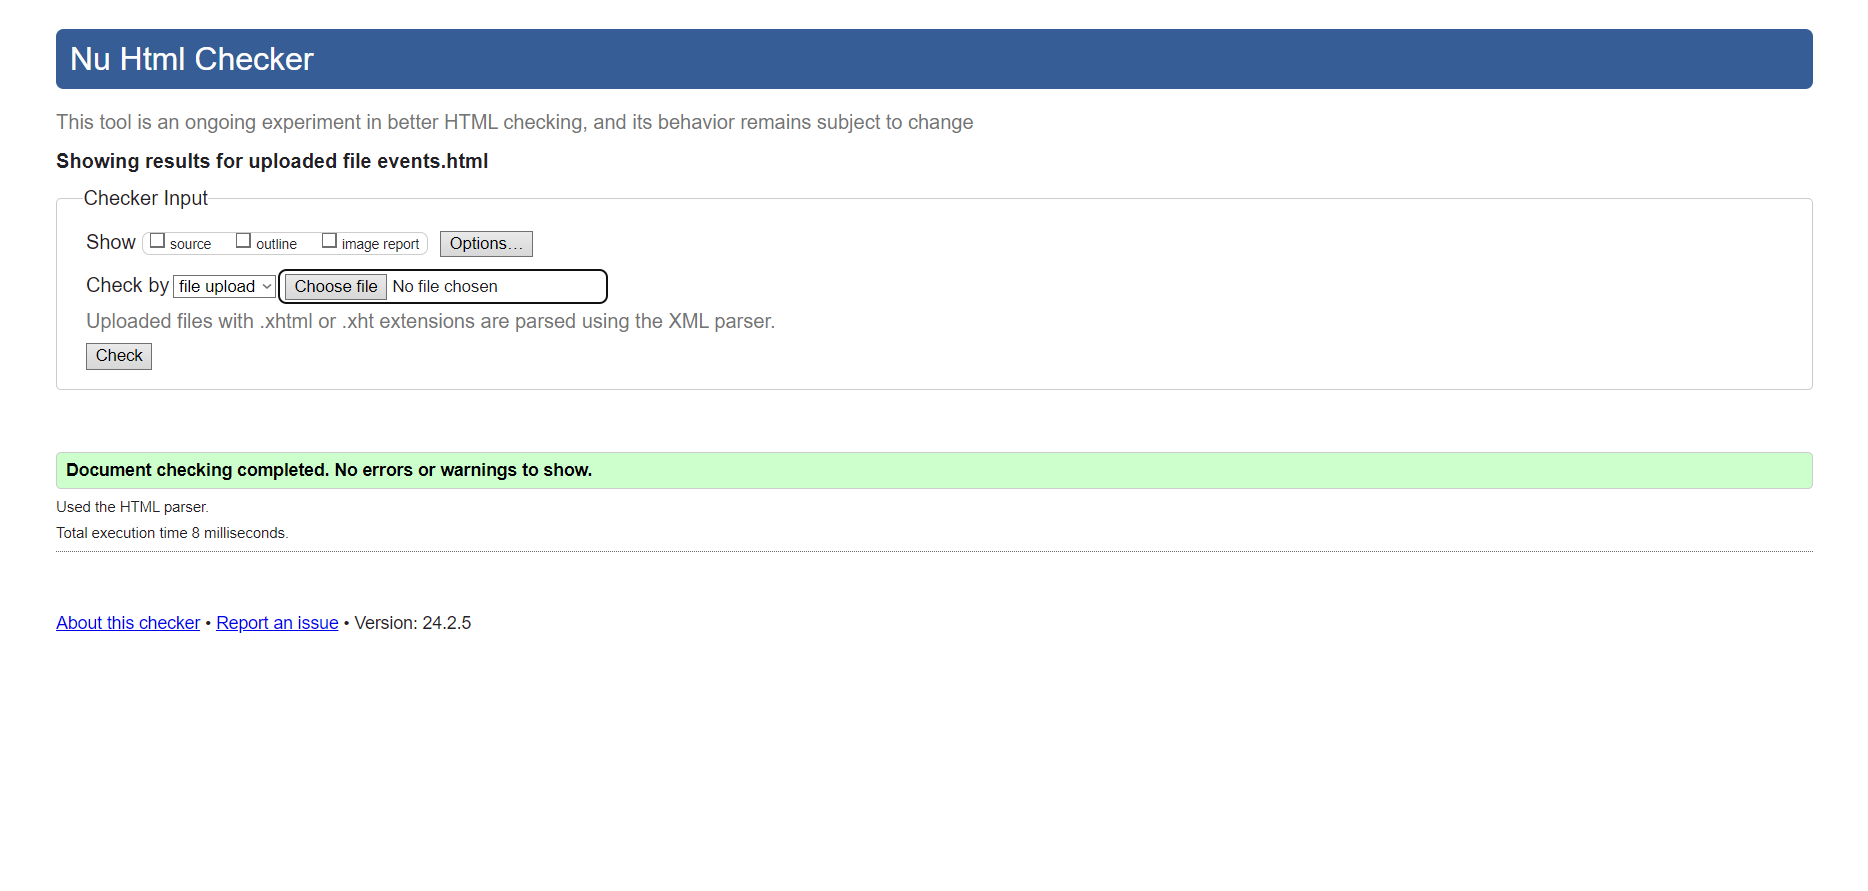 Nu Html Checker
This tool is an ongoing experiment in better HTML checking, and its behavior remains subject to change
Showing results for uploaded file events.html
Checker Input
Show source outline image report Options...
Check by file upload Choose file No file chosen
Uploaded files with .xhtml or .xht extensions are parsed using the XML parser.
Check
Document checking completed. No errors or warnings to show.
Used the HTML parser.
Total execution time 8 milliseconds.
About this checker • Report an issue • Version: 24.2.5